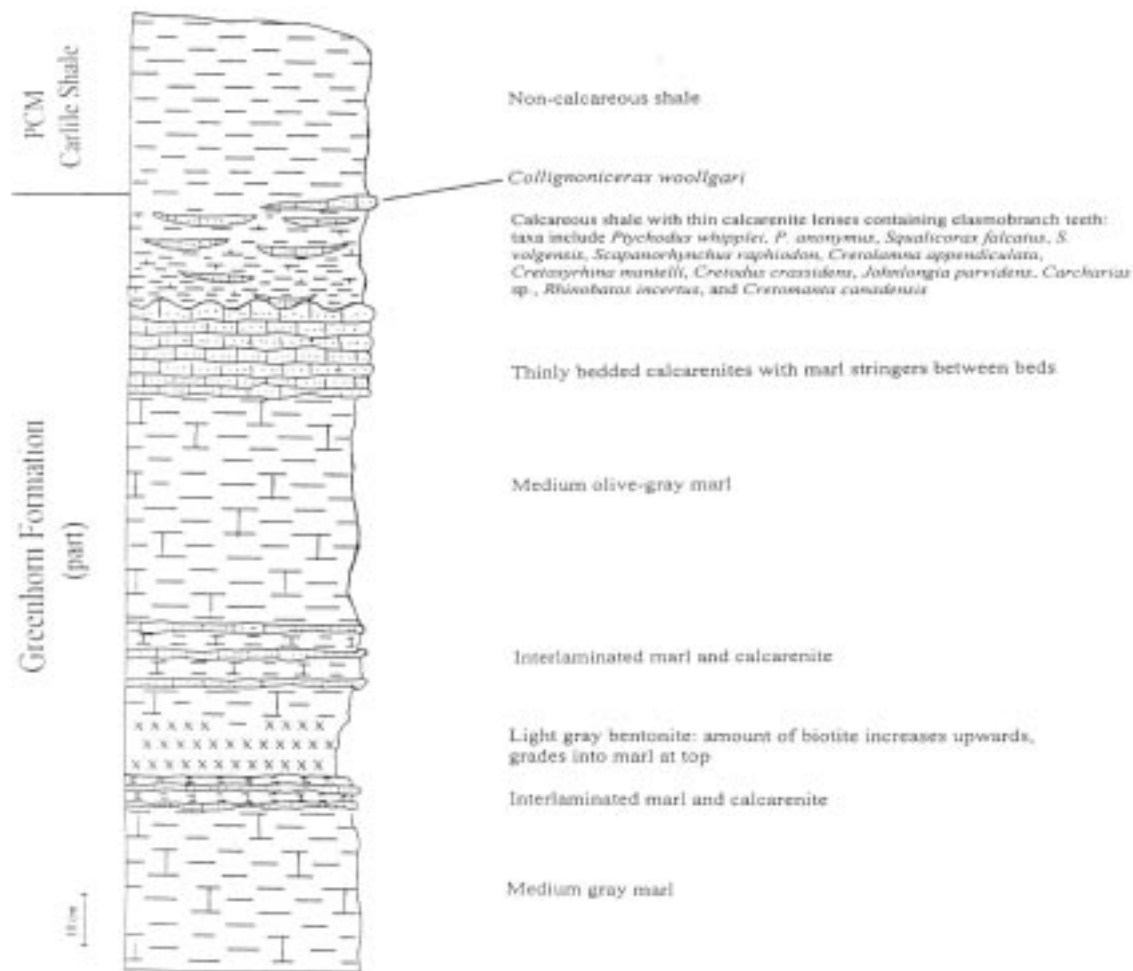 PCM
Carlile Shale
Non-calcareous shale
Collignoniceras woollgari
Calcareous shale with thin calcarenite lenses containing elasmobranch teeth:
taxa include Ptychodus whipplei, P. anonymus, Squalicorax falcatus, S.
volgensis, Scapanorhynchus raphiodon, Cretolamna appendiculata,
Cretoxyrhina mantelli, Cretodus crassidens, Johnlongia parvidens, Carcharias
sp., Rhinobatos incertus, and Cretomanta canadensis
Thinly bedded calcarenites with marl stringers between beds
Greenhorn Formation
(part)
Medium olive-gray marl
Interlaminated marl and calcarenite
Light gray bentonite: amount of biotite increases upwards,
grades into marl at top
Interlaminated marl and calcarenite
Medium gray marl
10 cm